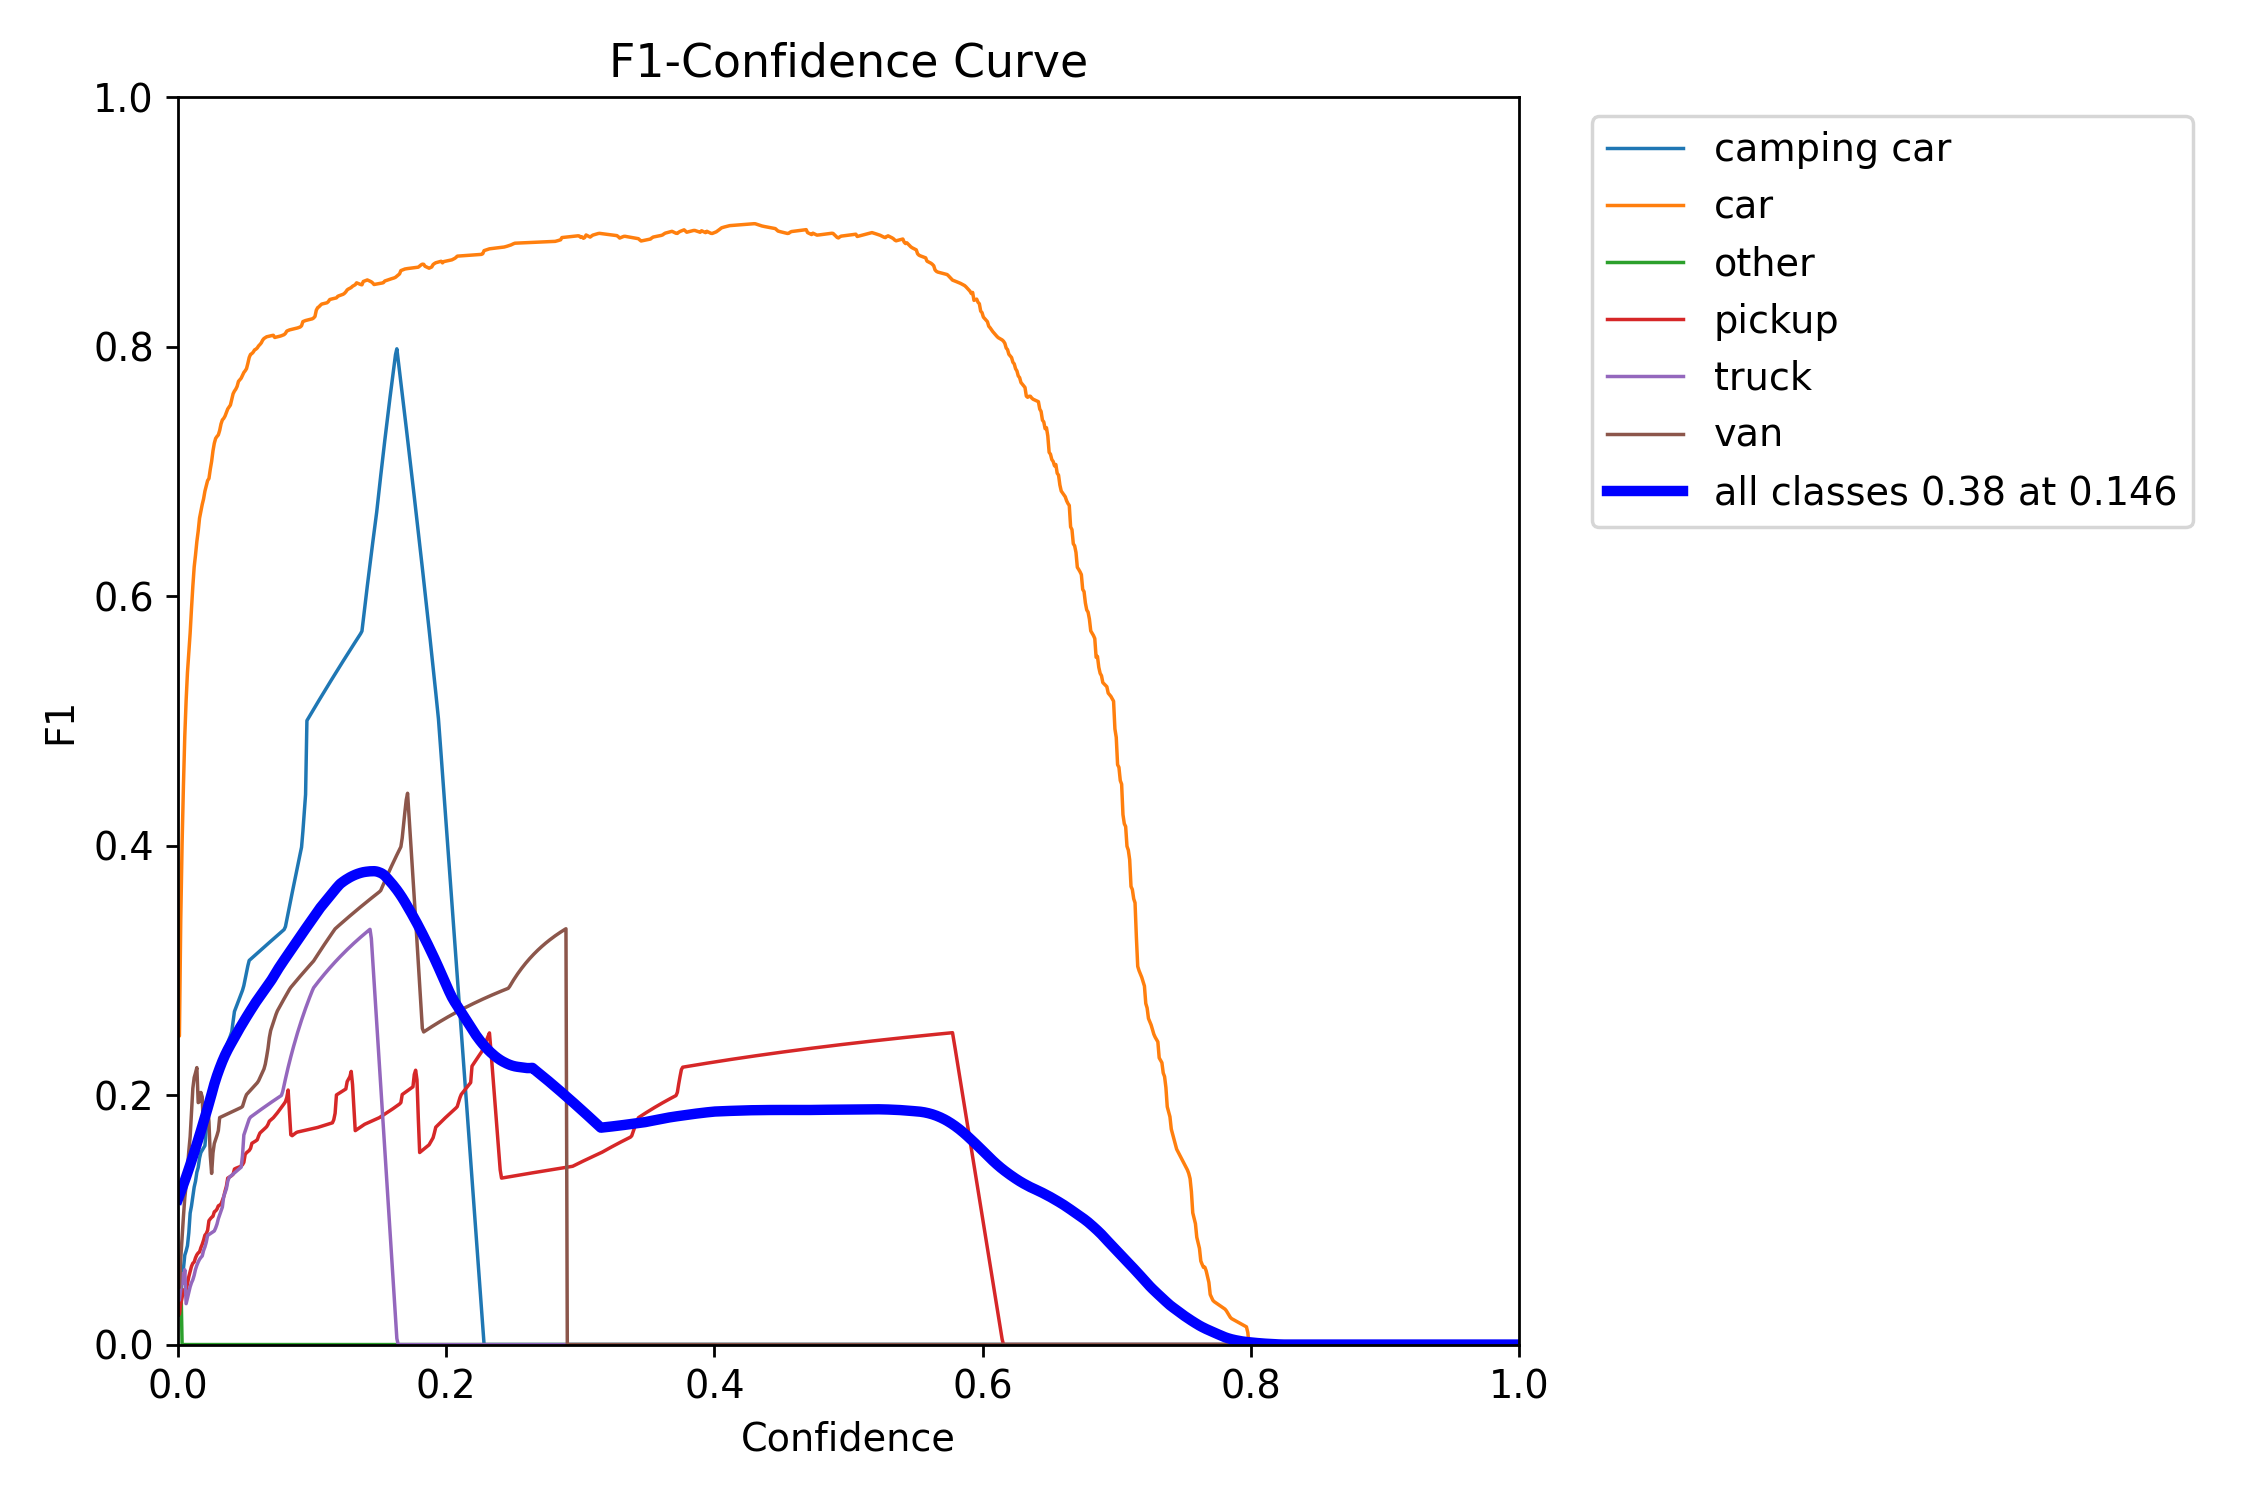 F1-Confidence Curve
1.0
0.8
0.6
0.4
0.2
0.0
F1
0.0 0.2 0.4 0.6 0.8 1.0
Confidence
camping car
car
other
pickup
truck
van
all classes 0.38 at 0.146